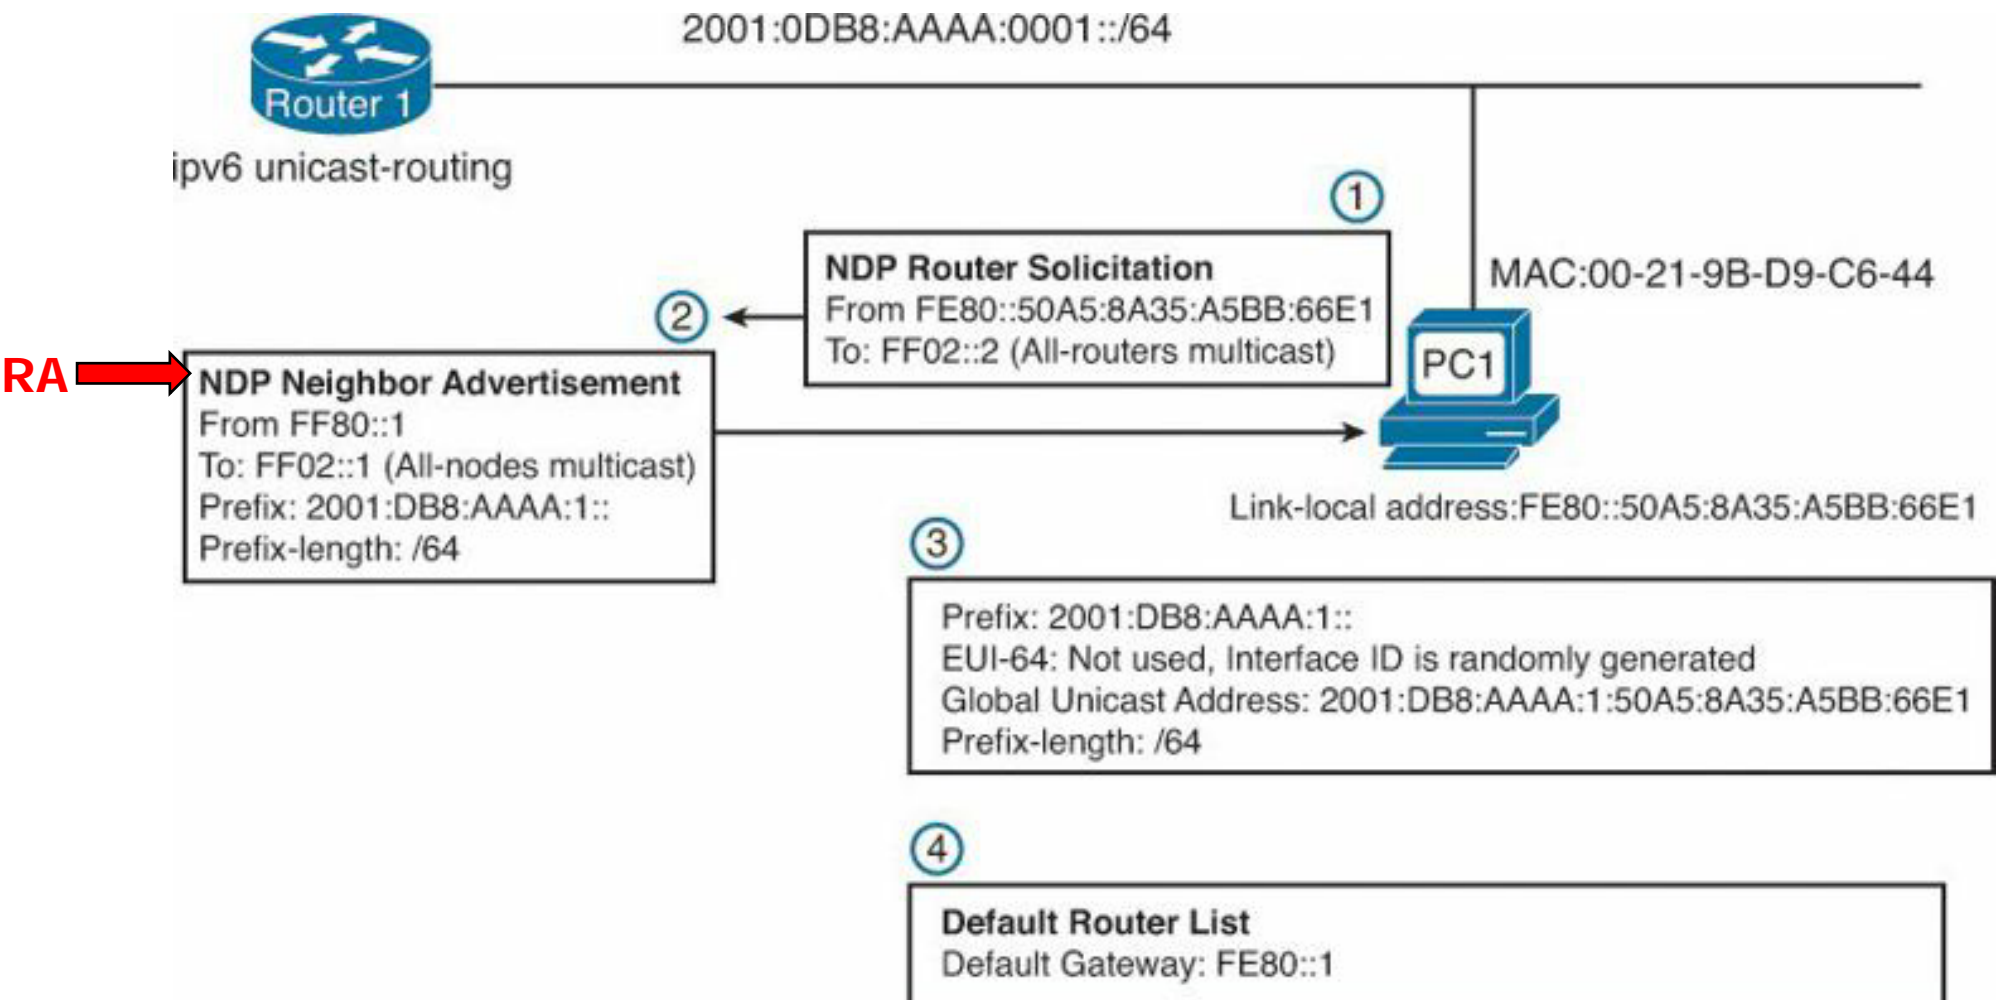 2001:0DB8:AAAA:0001::/64
Router 1
ipv6 unicast-routing
1
NDP Router Solicitation
From FE80::50A5:8A35:A5BB:66E1
To: FF02::2 (All-routers multicast)
MAC:00-21-9B-D9-C6-44
PC1
Link-local address:FE80::50A5:8A35:A5BB:66E1
2
RA
NDP Neighbor Advertisement
From FF80::1
To: FF02::1 (All-nodes multicast)
Prefix: 2001:DB8:AAAA:1::
Prefix-length: /64
3
Prefix: 2001:DB8:AAAA:1::
EUI-64: Not used, Interface ID is randomly generated
Global Unicast Address: 2001:DB8:AAAA:1:50A5:8A35:A5BB:66E1
Prefix-length: /64
4
Default Router List
Default Gateway: FE80::1